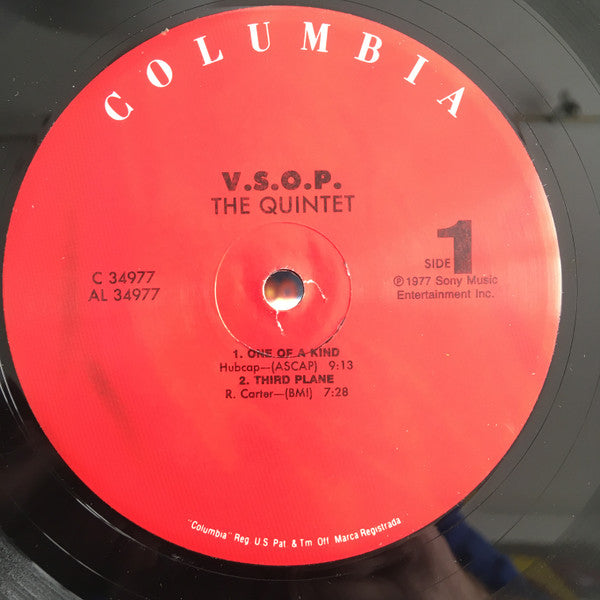 COLUMBIA
V.S.O.P.
THE QUINTET
C 34977
AL 34977
SIDE 1
℗ 1977 Sony Music
Entertainment Inc.
1. ONE OF A KIND
Hubcap—(ASCAP) 9:13
2. THIRD PLANE
R. Carter—(BMI) 7:28
"Columbia" Reg US Pat & Tm Off Marca Registrada